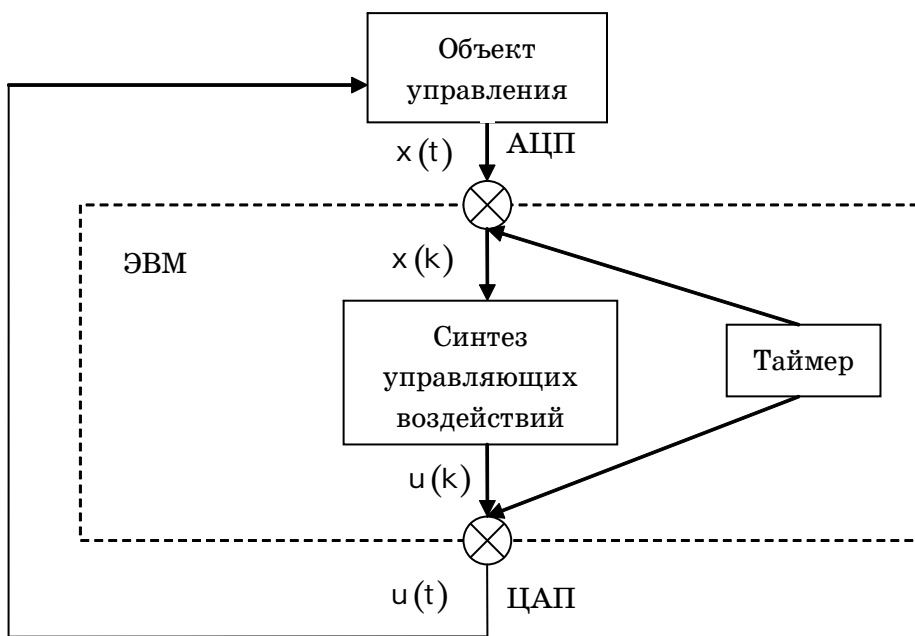 Объект
управления
x(t)
АЦП
ЭВМ
x(k)
Синтез
управляющих
воздействий
Таймер
u(k)
u(t)
ЦАП